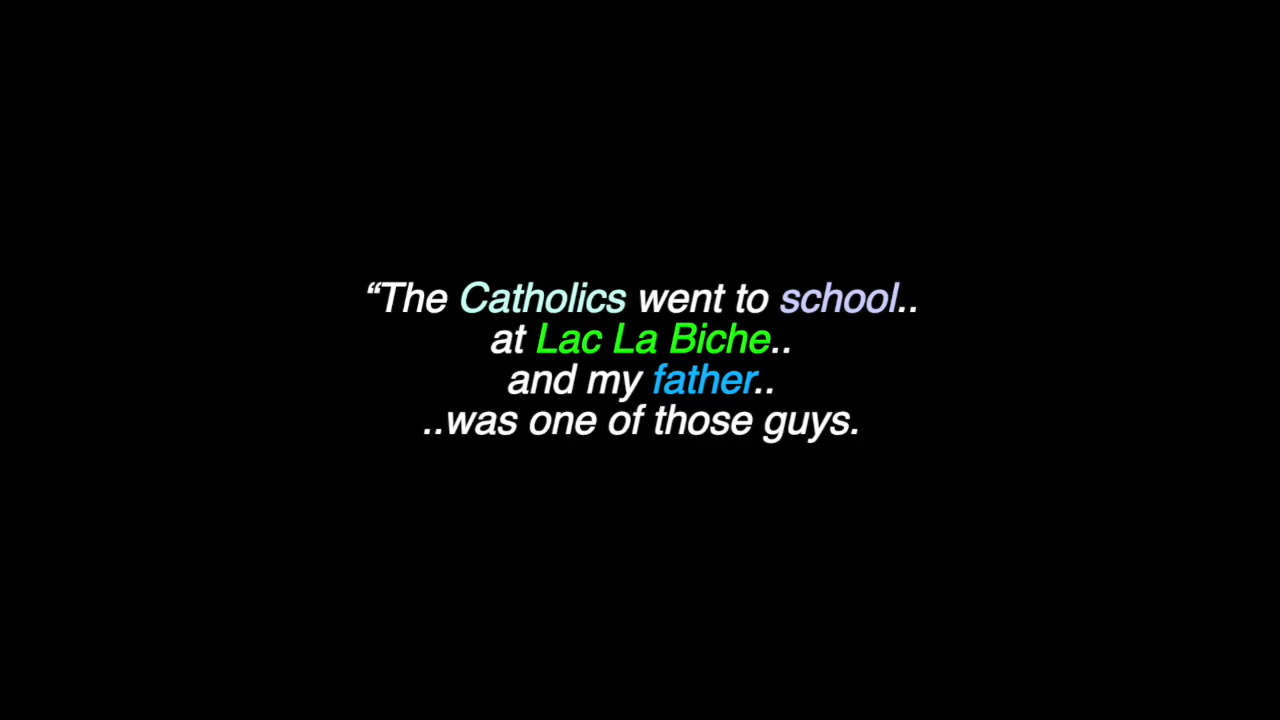 “The Catholics went to school..
at Lac La Biche..
and my father..
..was one of those guys.